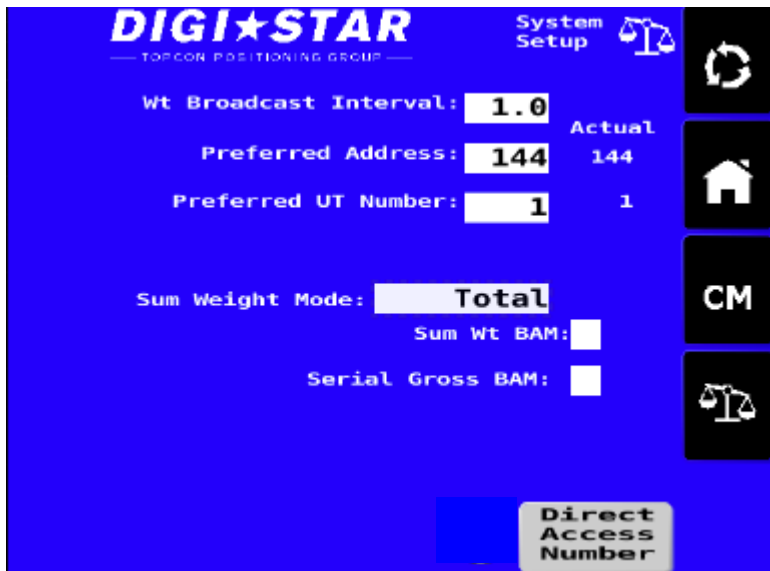 DIGI★STAR
TOPCON POSITIONING GROUP
System
Setup
Wt Broadcast Interval: 1.0
Actual
Preferred Address: 144 144
Preferred UT Number: 1 1
Sum Weight Mode: Total
Sum Wt BAM:
Serial Gross BAM:
CM
Direct
Access
Number